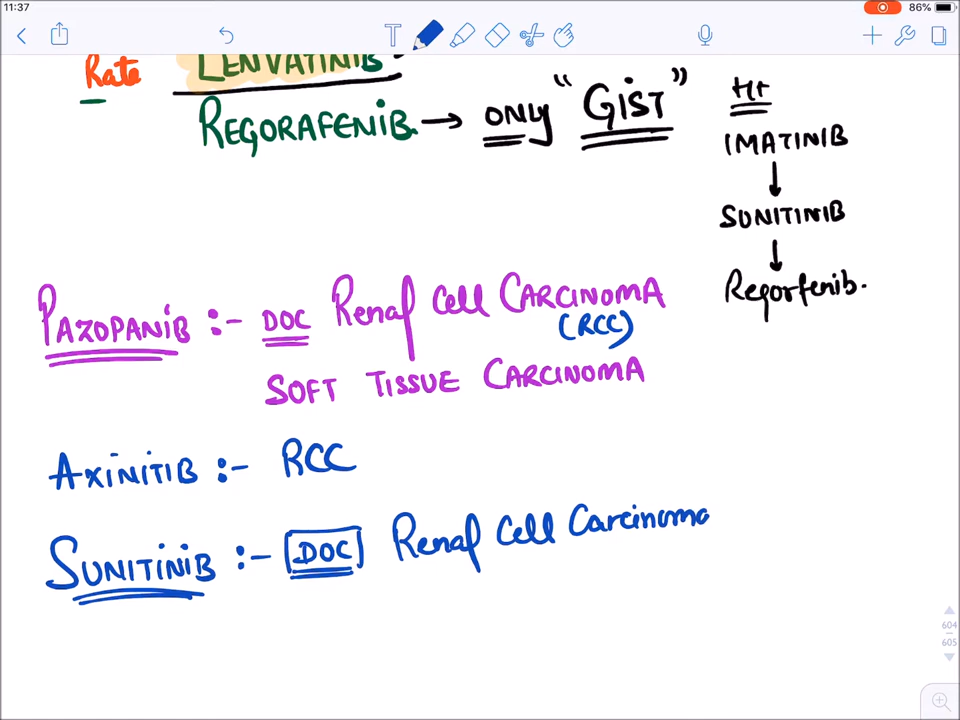 11:37
86%
T
Rate LENVATINIB
REGORAFENIB. → ONLY "GIST"
IMATINIB
↓
SUNITINIB
↓
Regorfenib.
PAZOPANIB :- DOC Renal Cell CARCINOMA
(RCC)
SOFT TISSUE CARCINOMA
AXINITIB :- RCC
SUNITINIB :- DOC Renal Cell Carcinoma
604
605